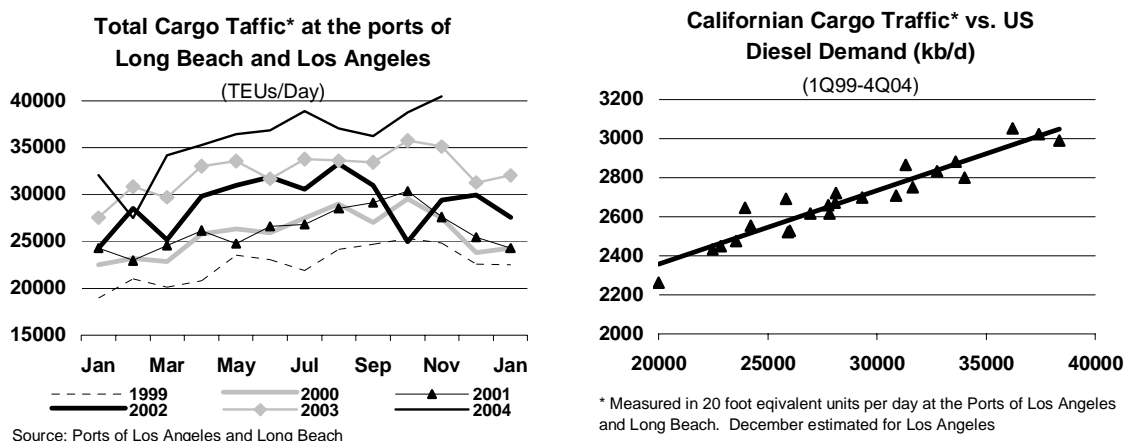 Total Cargo Taffic* at the ports of
Long Beach and Los Angeles
(TEUs/Day)
40000
35000
30000
25000
20000
15000
Jan Mar May Jul Sep Nov Jan
1999 2000 2001
2002 2003 2004
Source: Ports of Los Angeles and Long Beach
Californian Cargo Traffic* vs. US
Diesel Demand (kb/d)
(1Q99-4Q04)
3200
3000
2800
2600
2400
2200
2000
20000 25000 30000 35000 40000
* Measured in 20 foot eqivalent units per day at the Ports of Los Angeles
and Long Beach. December estimated for Los Angeles